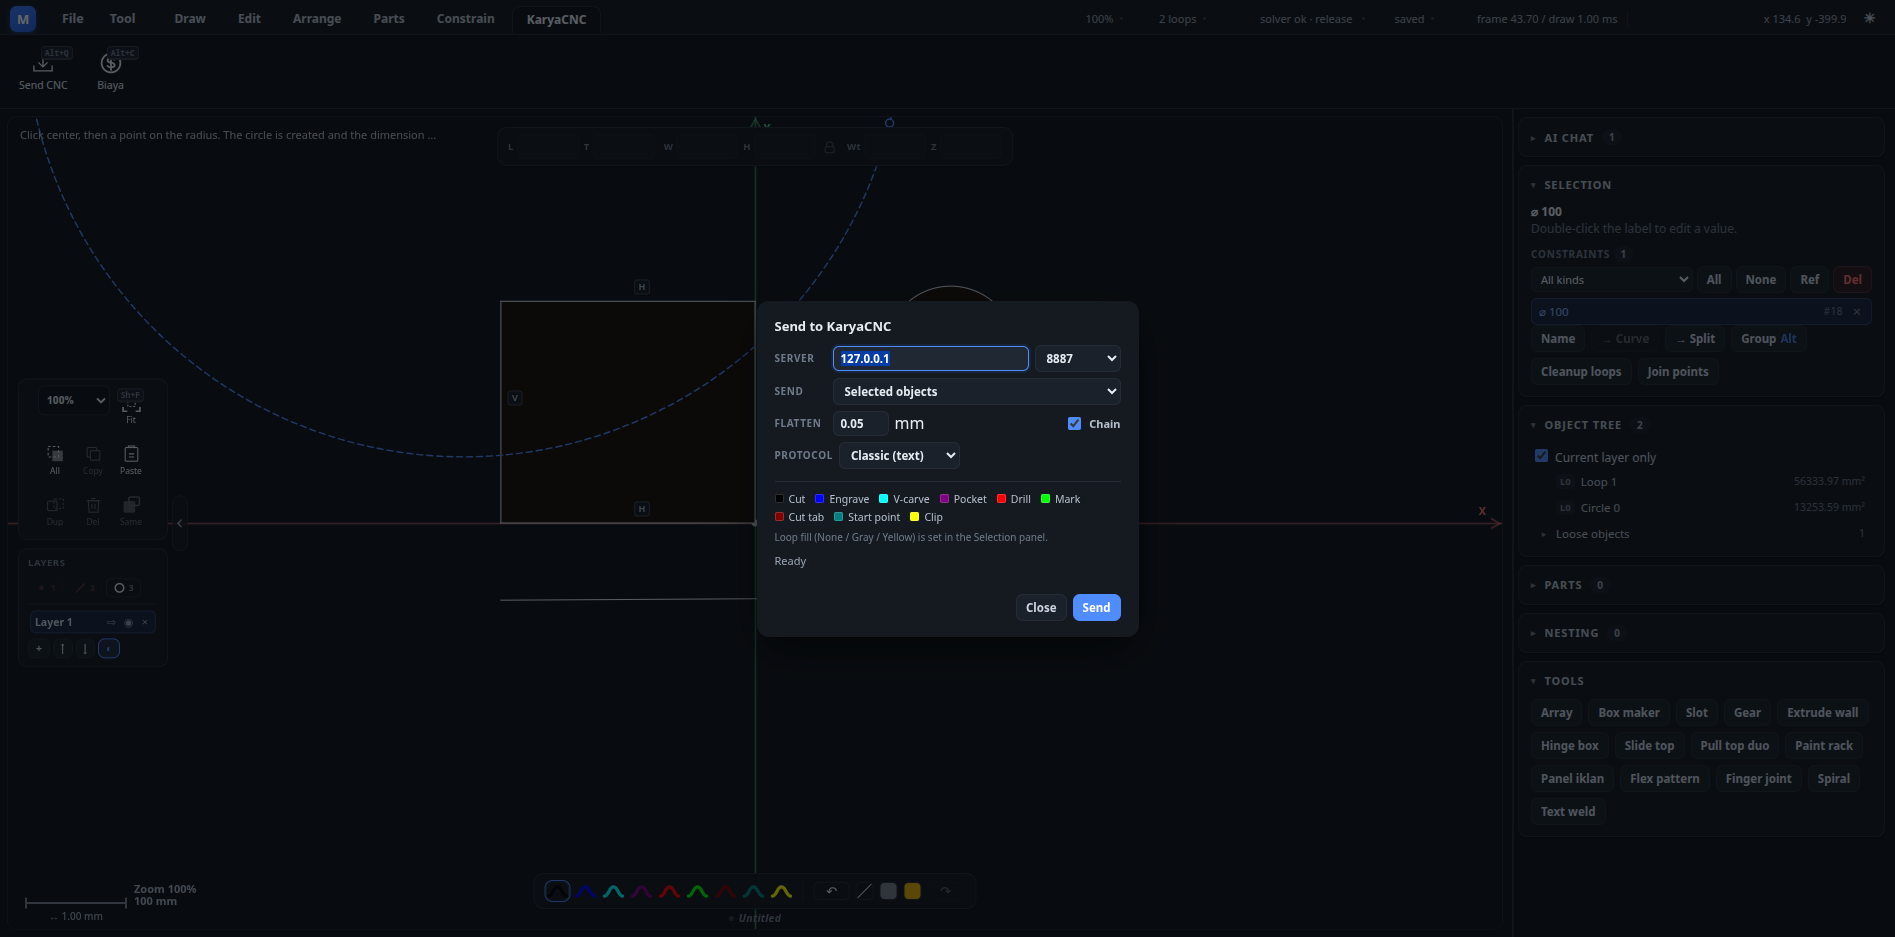 M File Tool Draw Edit Arrange Parts Constrain KaryaCNC 100% 2 loops solver ok · release saved frame 43.70 / draw 1.00 ms x 134.6 y -399.9
Alt+Q Alt+C
Send CNC Biaya
Click center, then a point on the radius. The circle is created and the dimension ...
L T W H Wt Z
Y
H
V
H
X
100%
Sh+F
Fit
All Copy Paste
Dup Del Same
LAYERS
3
Layer 1
Send to KaryaCNC
SERVER 127.0.0.1 8887
SEND Selected objects
FLATTEN 0.05 mm Chain
PROTOCOL Classic (text)
Cut Engrave V-carve Pocket Drill Mark
Cut tab Start point Clip
Loop fill (None / Gray / Yellow) is set in the Selection panel.
Ready
Close Send
AI CHAT 1
SELECTION
⌀ 100
Double-click the label to edit a value.
CONSTRAINTS 1
All kinds All None Ref Del
⌀ 100 #18 ×
Name → Curve → Split Group Alt
Cleanup loops Join points
OBJECT TREE 2
Current layer only
L0 Loop 1 56333.97 mm²
L0 Circle 0 13253.59 mm²
Loose objects 1
PARTS 0
NESTING 0
TOOLS
Array Box maker Slot Gear Extrude wall
Hinge box Slide top Pull top duo Paint rack
Panel iklan Flex pattern Finger joint Spiral
Text weld
Zoom 100%
100 mm
↔ 1.00 mm
Untitled